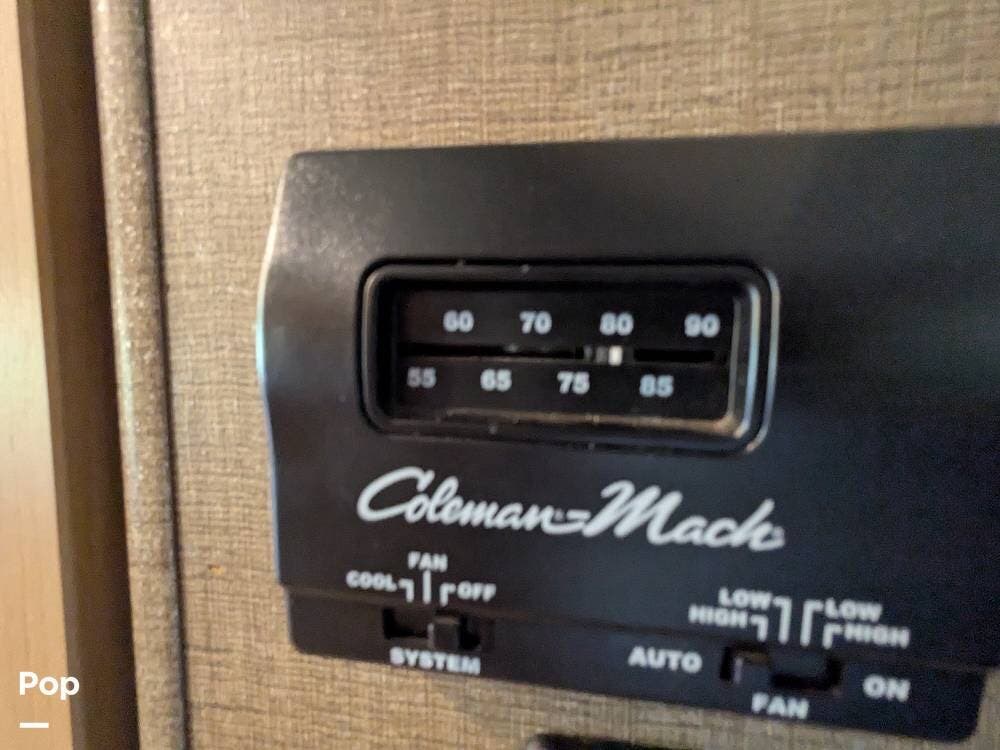 60 70 80 90
55 65 75 85
Coleman-Mach
FAN
COOL OFF
SYSTEM
LOW LOW
HIGH HIGH
AUTO ON
FAN
Pop